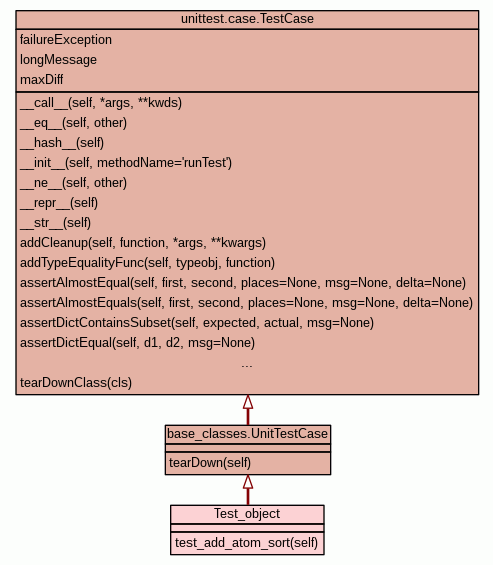 unittest.case.TestCase
failureException
longMessage
maxDiff
__call__(self, *args, **kwds)
__eq__(self, other)
__hash__(self)
__init__(self, methodName='runTest')
__ne__(self, other)
__repr__(self)
__str__(self)
addCleanup(self, function, *args, **kwargs)
addTypeEqualityFunc(self, typeobj, function)
assertAlmostEqual(self, first, second, places=None, msg=None, delta=None)
assertAlmostEquals(self, first, second, places=None, msg=None, delta=None)
assertDictContainsSubset(self, expected, actual, msg=None)
assertDictEqual(self, d1, d2, msg=None)
...
tearDownClass(cls)
base_classes.UnitTestCase
tearDown(self)
Test_object
test_add_atom_sort(self)